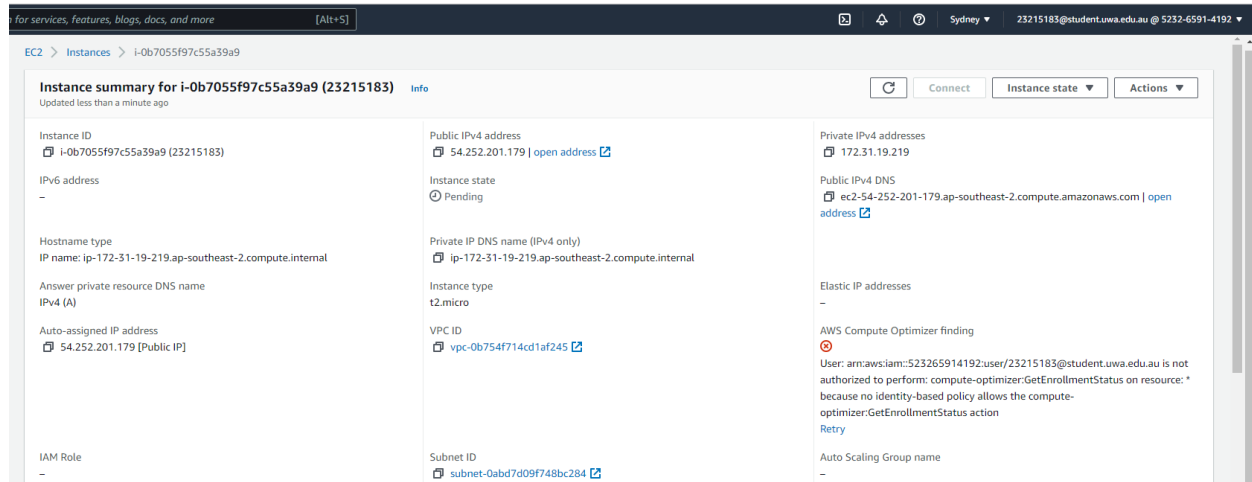 n for services, features, blogs, docs, and more [Alt+S] Sydney ▼ 23215183@student.uwa.edu.au @ 5232-6591-4192 ▼
EC2 > Instances > i-0b7055f97c55a39a9
Instance summary for i-0b7055f97c55a39a9 (23215183) Info
Updated less than a minute ago
Connect Instance state ▼ Actions ▼
Instance ID
i-0b7055f97c55a39a9 (23215183)
Public IPv4 address
54.252.201.179 | open address
Private IPv4 addresses
172.31.19.219
IPv6 address
–
Instance state
Pending
Public IPv4 DNS
ec2-54-252-201-179.ap-southeast-2.compute.amazonaws.com | open
address
Hostname type
IP name: ip-172-31-19-219.ap-southeast-2.compute.internal
Private IP DNS name (IPv4 only)
ip-172-31-19-219.ap-southeast-2.compute.internal
Answer private resource DNS name
IPv4 (A)
Instance type
t2.micro
Elastic IP addresses
–
Auto-assigned IP address
54.252.201.179 [Public IP]
VPC ID
vpc-0b754f714cd1af245
AWS Compute Optimizer finding
User: arn:aws:iam::523265914192:user/23215183@student.uwa.edu.au is not
authorized to perform: compute-optimizer:GetEnrollmentStatus on resource: *
because no identity-based policy allows the compute-
optimizer:GetEnrollmentStatus action
Retry
IAM Role
–
Subnet ID
subnet-0abd7d09f748bc284
Auto Scaling Group name
–